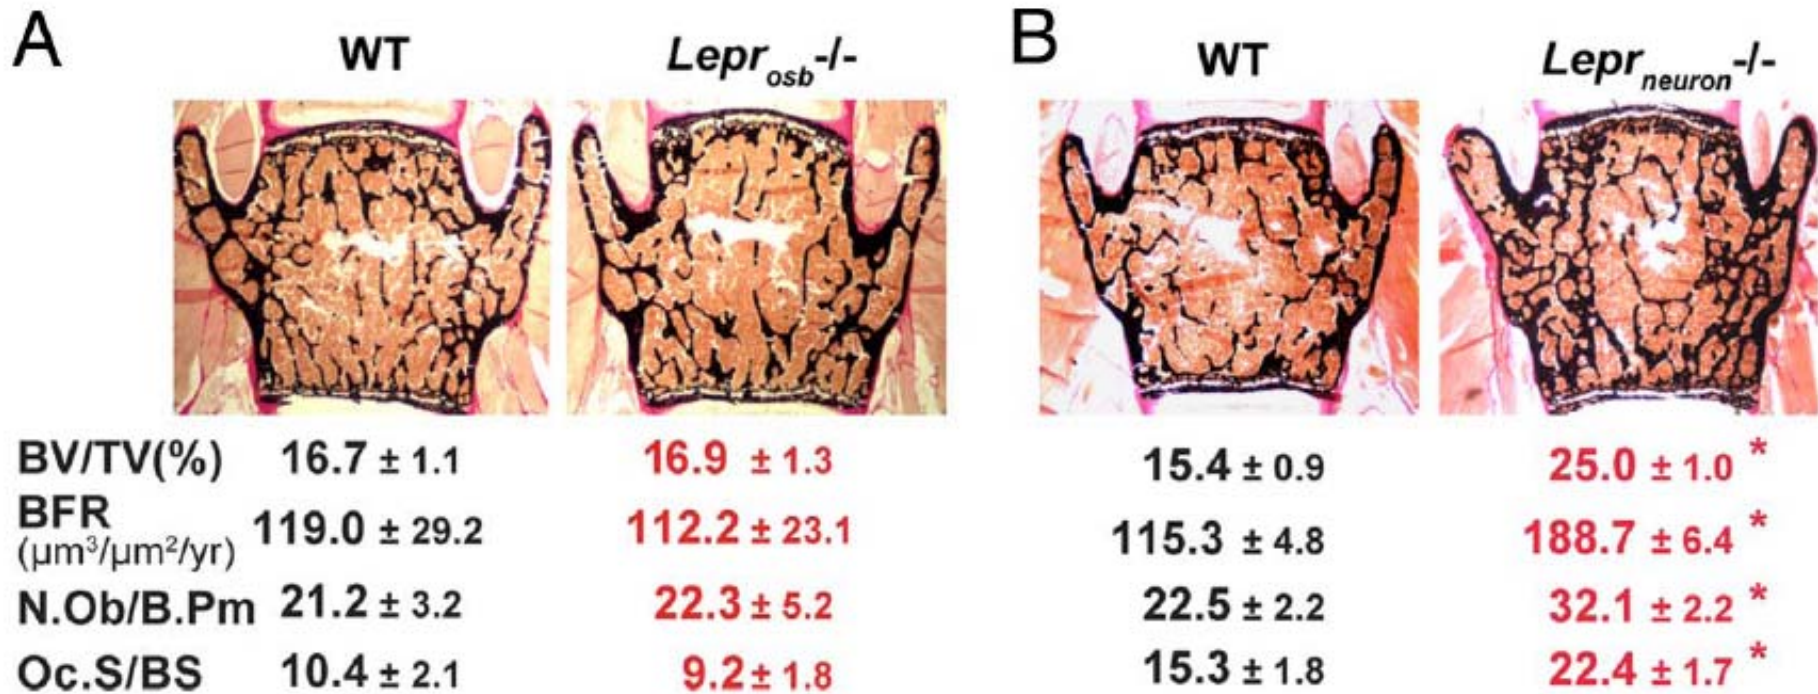 A
WT Lepr osb -/-
B
WT Lepr neuron -/-
BV/TV(%) 16.7 ± 1.1 16.9 ± 1.3 15.4 ± 0.9 25.0 ± 1.0 *
BFR 119.0 ± 29.2 112.2 ± 23.1 115.3 ± 4.8 188.7 ± 6.4 *
(µm³/µm²/yr)
N.Ob/B.Pm 21.2 ± 3.2 22.3 ± 5.2 22.5 ± 2.2 32.1 ± 2.2 *
Oc.S/BS 10.4 ± 2.1 9.2 ± 1.8 15.3 ± 1.8 22.4 ± 1.7 *